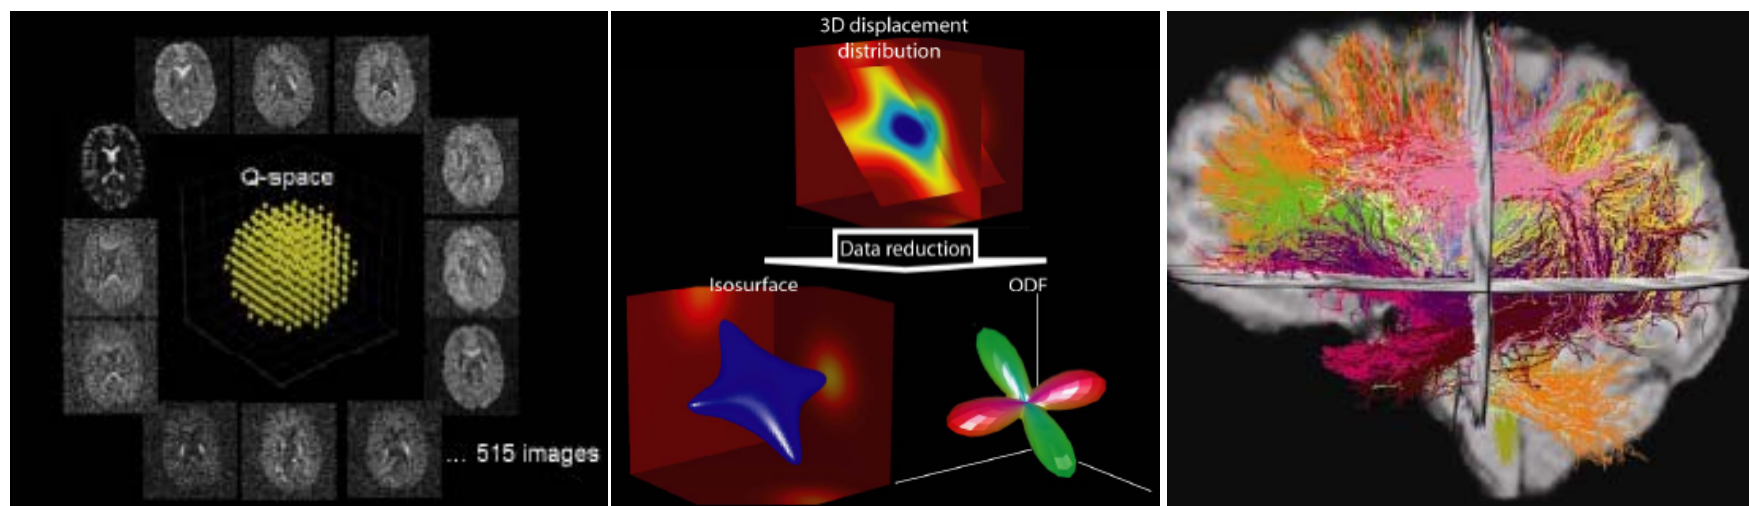 Q-space
... 515 images
3D displacement
distribution
Data reduction
Isosurface
ODF